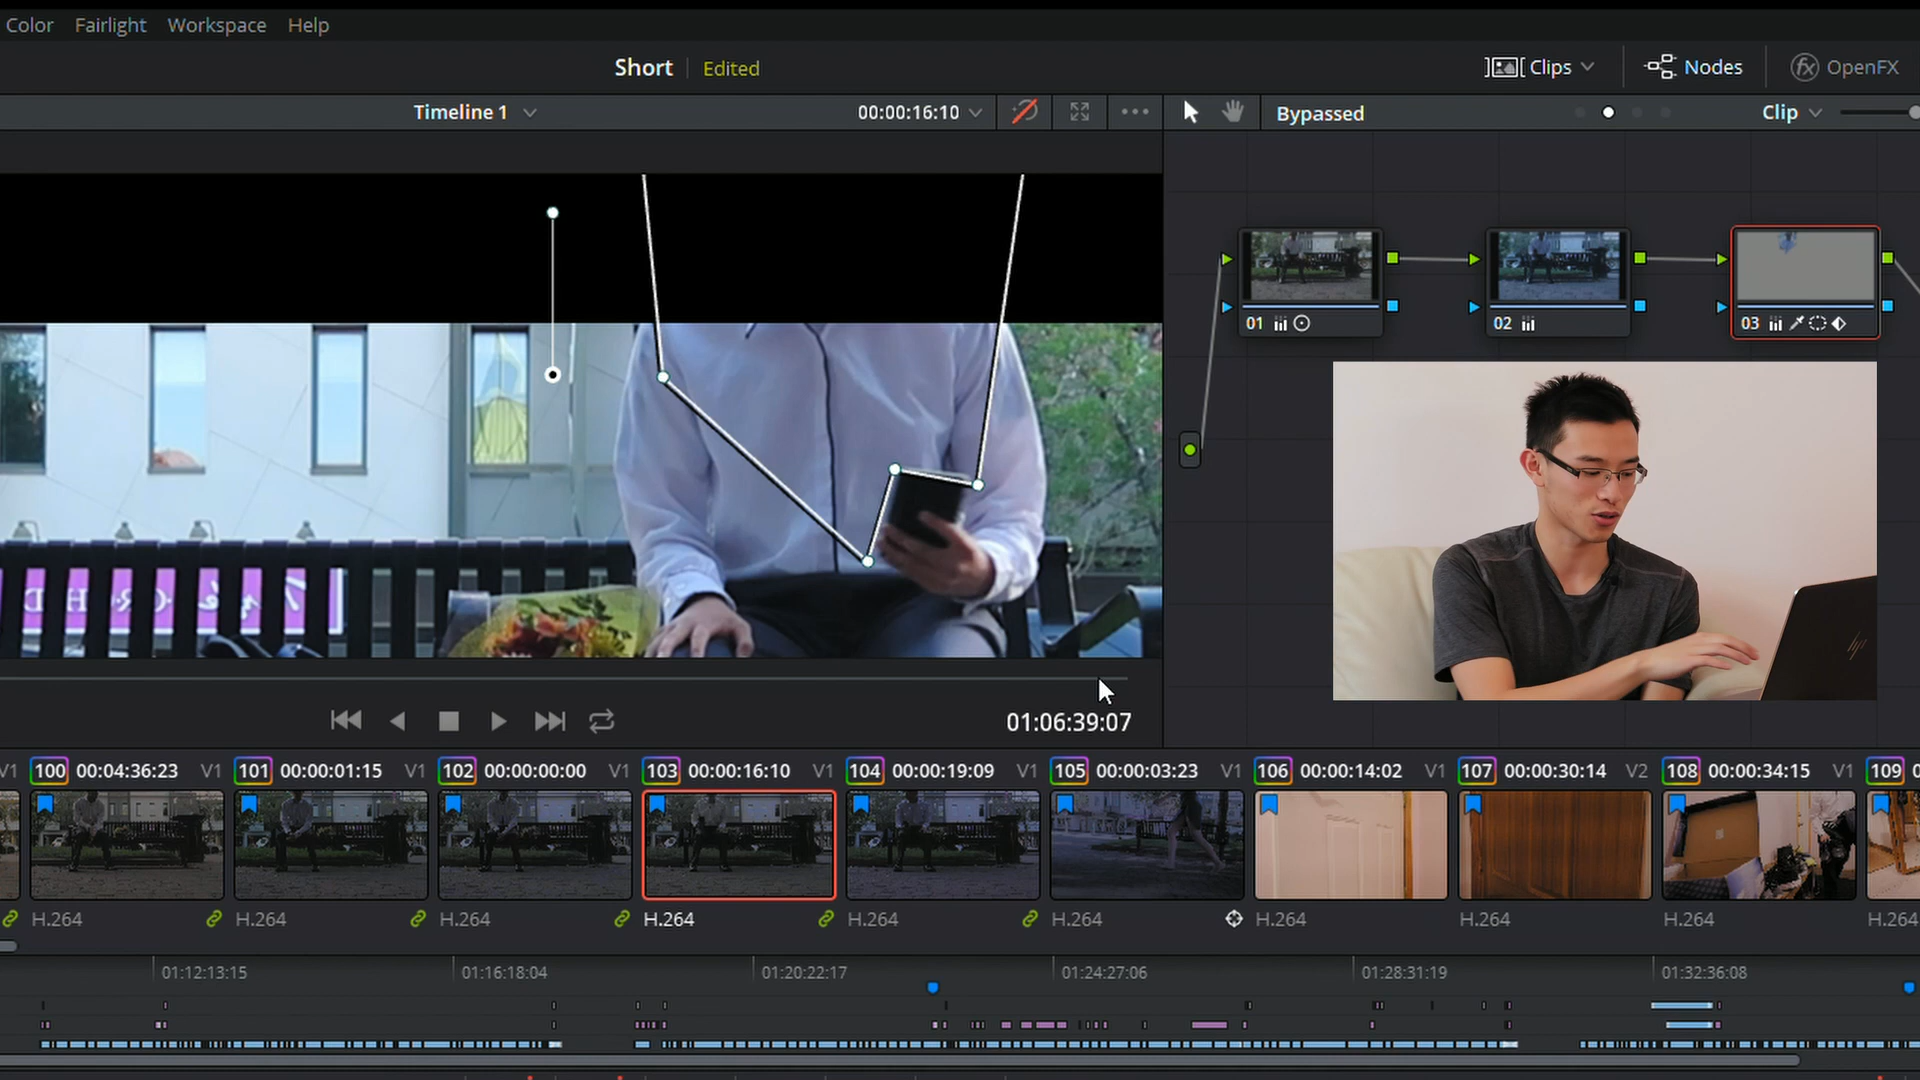 Color Fairlight Workspace Help
Short Edited
Clips Nodes fx OpenFX
Timeline 1 00:00:16:10 ... Bypassed Clip
01 02 03
hp
01:06:39:07
V1 100 00:04:36:23 V1 101 00:00:01:15 V1 102 00:00:00:00 V1 103 00:00:16:10 V1 104 00:00:19:09 V1 105 00:00:03:23 V1 106 00:00:14:02 V1 107 00:00:30:14 V2 108 00:00:34:15 V1 109
H.264 H.264 H.264 H.264 H.264 H.264 H.264 H.264 H.264 H.264
01:12:13:15 01:16:18:04 01:20:22:17 01:24:27:06 01:28:31:19 01:32:36:08